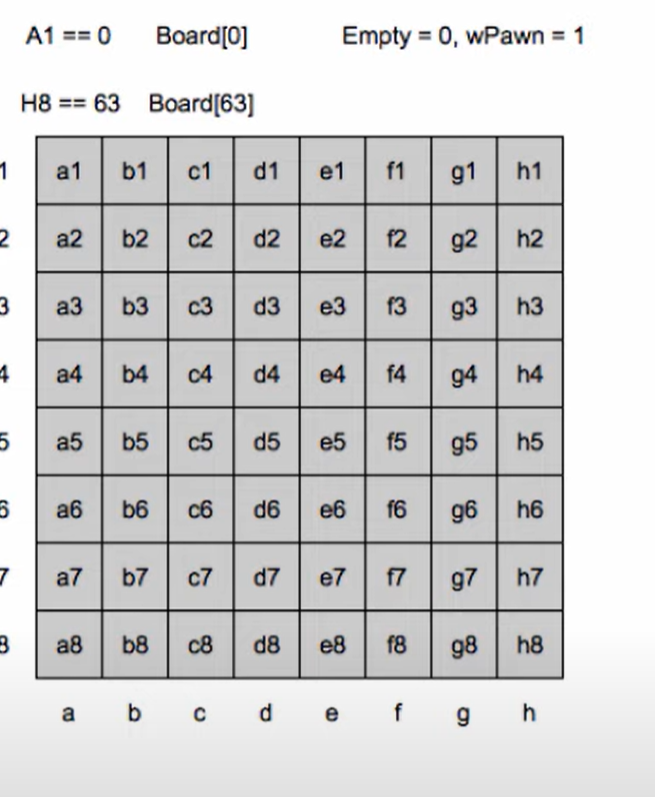 A1 == 0 Board[0] Empty = 0, wPawn = 1
H8 == 63 Board[63]
1 a1 b1 c1 d1 e1 f1 g1 h1
2 a2 b2 c2 d2 e2 f2 g2 h2
3 a3 b3 c3 d3 e3 f3 g3 h3
4 a4 b4 c4 d4 e4 f4 g4 h4
5 a5 b5 c5 d5 e5 f5 g5 h5
6 a6 b6 c6 d6 e6 f6 g6 h6
7 a7 b7 c7 d7 e7 f7 g7 h7
8 a8 b8 c8 d8 e8 f8 g8 h8
a b c d e f g h